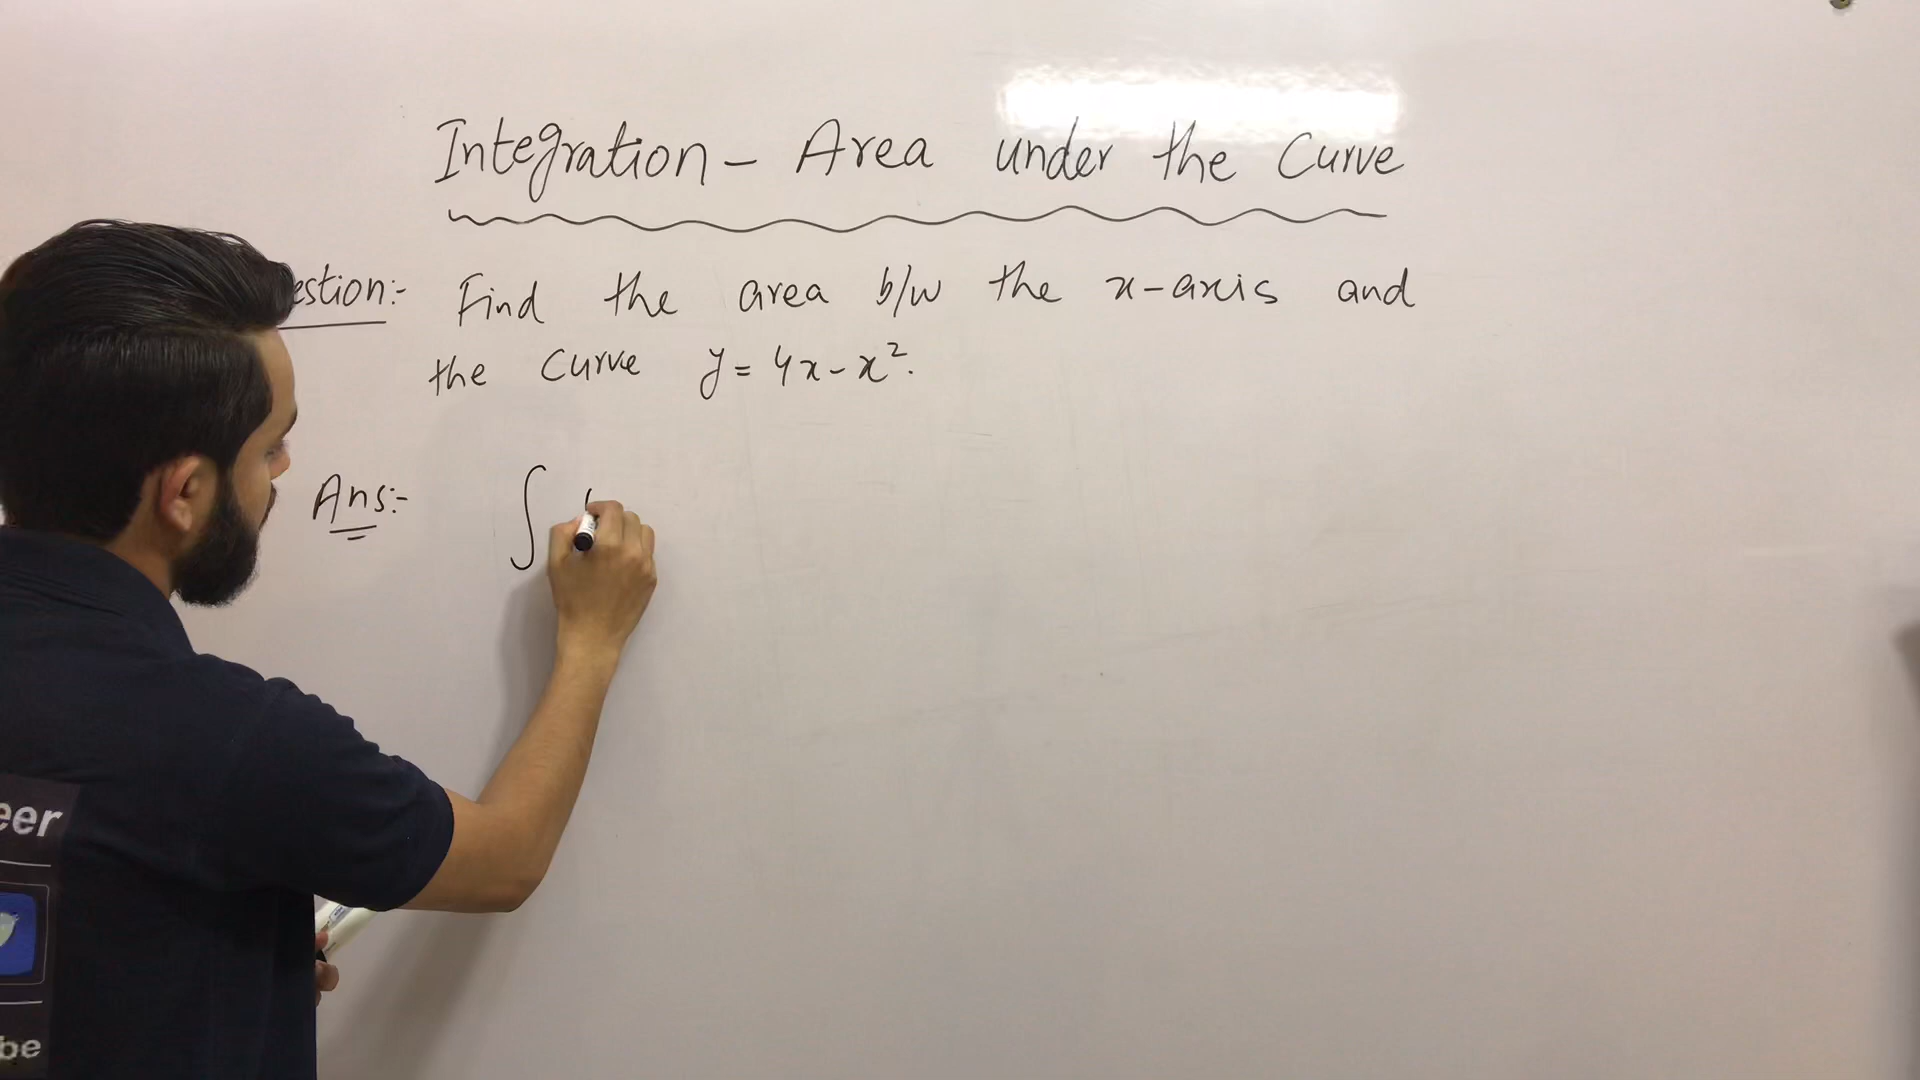 Integration - Area under the Curve
estion:- Find the area b/w the x-axis and
the Curve y = 4x - x².
Ans:- ∫
eer
be